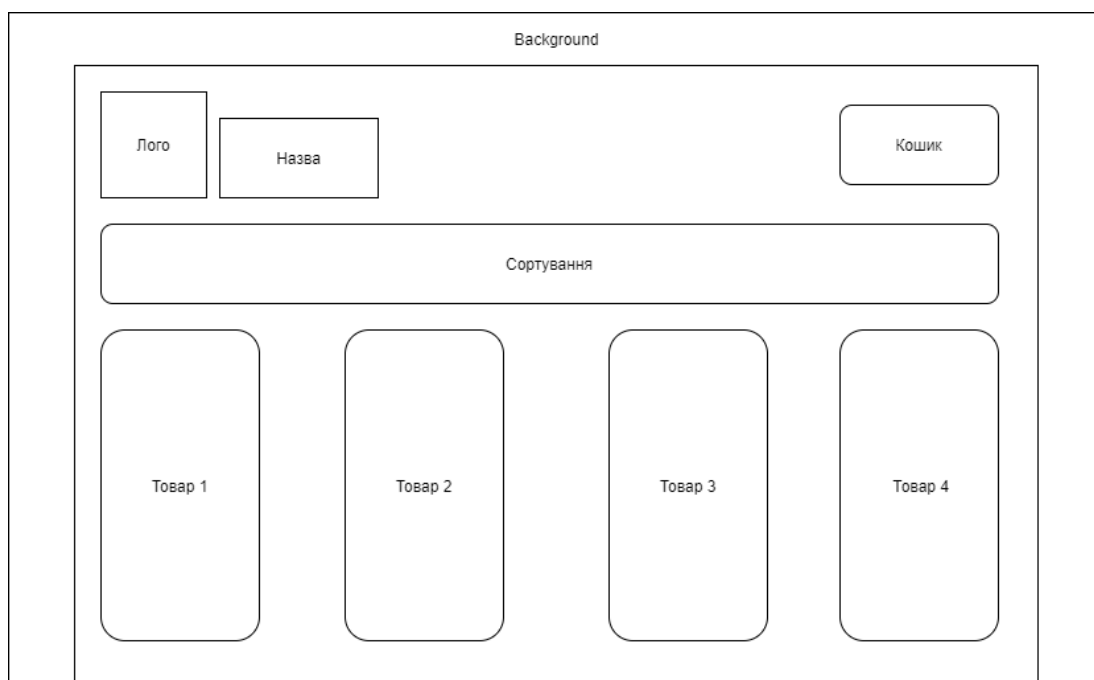 Background
Лого
Назва
Кошик
Сортування
Товар 1
Товар 2
Товар 3
Товар 4